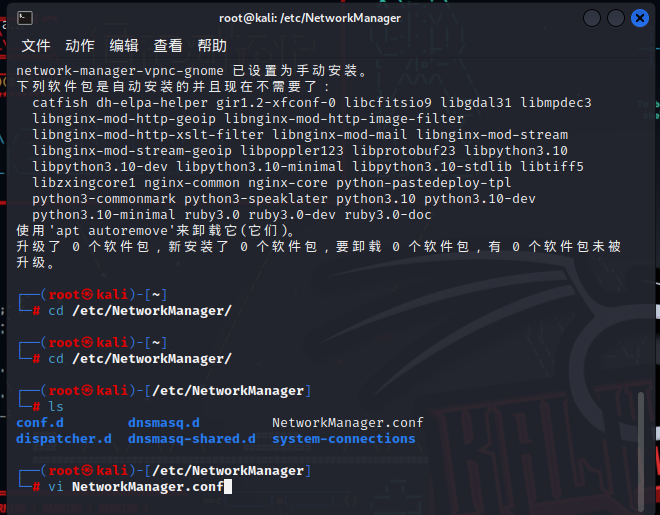 root@kali: /etc/NetworkManager
文件 动作 编辑 查看 帮助
network-manager-vpnc-gnome 已设置为手动安装。
下列软件包是自动安装的并且现在不需要了：
catfish dh-elpa-helper gir1.2-xfconf-0 libcfitsio9 libgdal31 libmpdec3
libnginx-mod-http-geoip libnginx-mod-http-image-filter
libnginx-mod-http-xslt-filter libnginx-mod-mail libnginx-mod-stream
libnginx-mod-stream-geoip libpoppler123 libprotobuf23 libpython3.10
libpython3.10-dev libpython3.10-minimal libpython3.10-stdlib libtiff5
libzxingcore1 nginx-common nginx-core python-pastedeploy-tpl
python3-commonmark python3-speaklater python3.10 python3.10-dev
python3.10-minimal ruby3.0 ruby3.0-dev ruby3.0-doc
使用'apt autoremove'来卸载它(它们)。
升级了 0 个软件包，新安装了 0 个软件包，要卸载 0 个软件包，有 0 个软件包未被
升级。
┌──(root㉿kali)-[~]
└─# cd /etc/NetworkManager/
┌──(root㉿kali)-[~]
└─# cd /etc/NetworkManager/
┌──(root㉿kali)-[/etc/NetworkManager]
└─# ls
conf.d dnsmasq.d NetworkManager.conf
dispatcher.d dnsmasq-shared.d system-connections
┌──(root㉿kali)-[/etc/NetworkManager]
└─# vi NetworkManager.conf